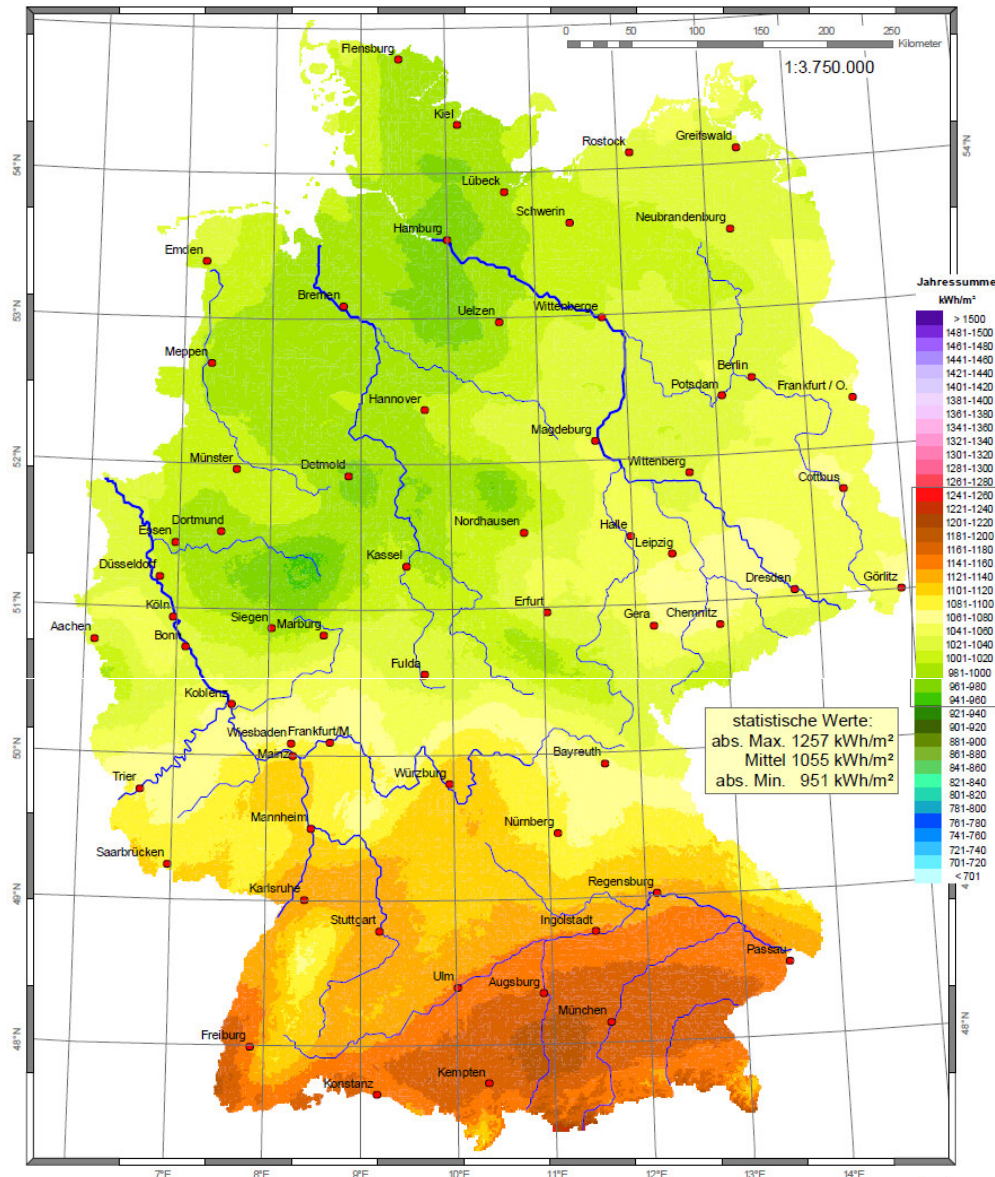 0 50 100 150 200 250
Kilometer
1:3.750.000
Flensburg
Kiel
Rostock
Greifswald
54°N
54°N
Lübeck
Schwerin
Neubrandenburg
Hamburg
Emden
Bremen
Uelzen
Wittenberge
53°N
Meppen
Berlin
Potsdam
Frankfurt / O.
Hannover
Magdeburg
52°N
Münster
Detmold
Wittenberg
Cottbus
Dortmund
Essen
Nordhausen
Halle
Leipzig
Düsseldorf
Kassel
Dresden
Görlitz
51°N
Köln
Erfurt
Gera
Chemnitz
Aachen
Siegen
Marburg
Bonn
Fulda
Koblenz
Wiesbaden
Frankfurt/M.
Mainz
50°N
Bayreuth
Trier
Würzburg
Mannheim
Nürnberg
Saarbrücken
Karlsruhe
Regensburg
49°N
Stuttgart
Ingolstadt
Passau
Ulm
Augsburg
München
48°N
48°N
Freiburg
Kempten
Konstanz
7°E 8°E 9°E 10°E 11°E 12°E 13°E 14°E
Jahressumme
kWh/m²
> 1500
1481-1500
1461-1480
1441-1460
1421-1440
1401-1420
1381-1400
1361-1380
1341-1360
1321-1340
1301-1320
1281-1300
1261-1280
1241-1260
1221-1240
1201-1220
1181-1200
1161-1180
1141-1160
1121-1140
1101-1120
1081-1100
1061-1080
1041-1060
1021-1040
1001-1020
981-1000
961-980
941-960
921-940
901-920
881-900
861-880
841-860
821-840
801-820
781-800
761-780
741-760
721-740
701-720
< 701
statistische Werte:
abs. Max. 1257 kWh/m²
Mittel 1055 kWh/m²
abs. Min. 951 kWh/m²